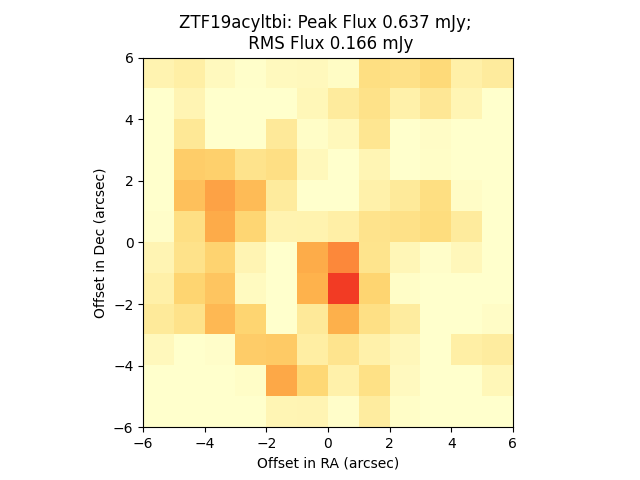 ZTF19acyltbi: Peak Flux 0.637 mJy;
RMS Flux 0.166 mJy
6
4
2
0
−2
−4
−6
Offset in Dec (arcsec)
−6 −4 −2 0 2 4 6
Offset in RA (arcsec)